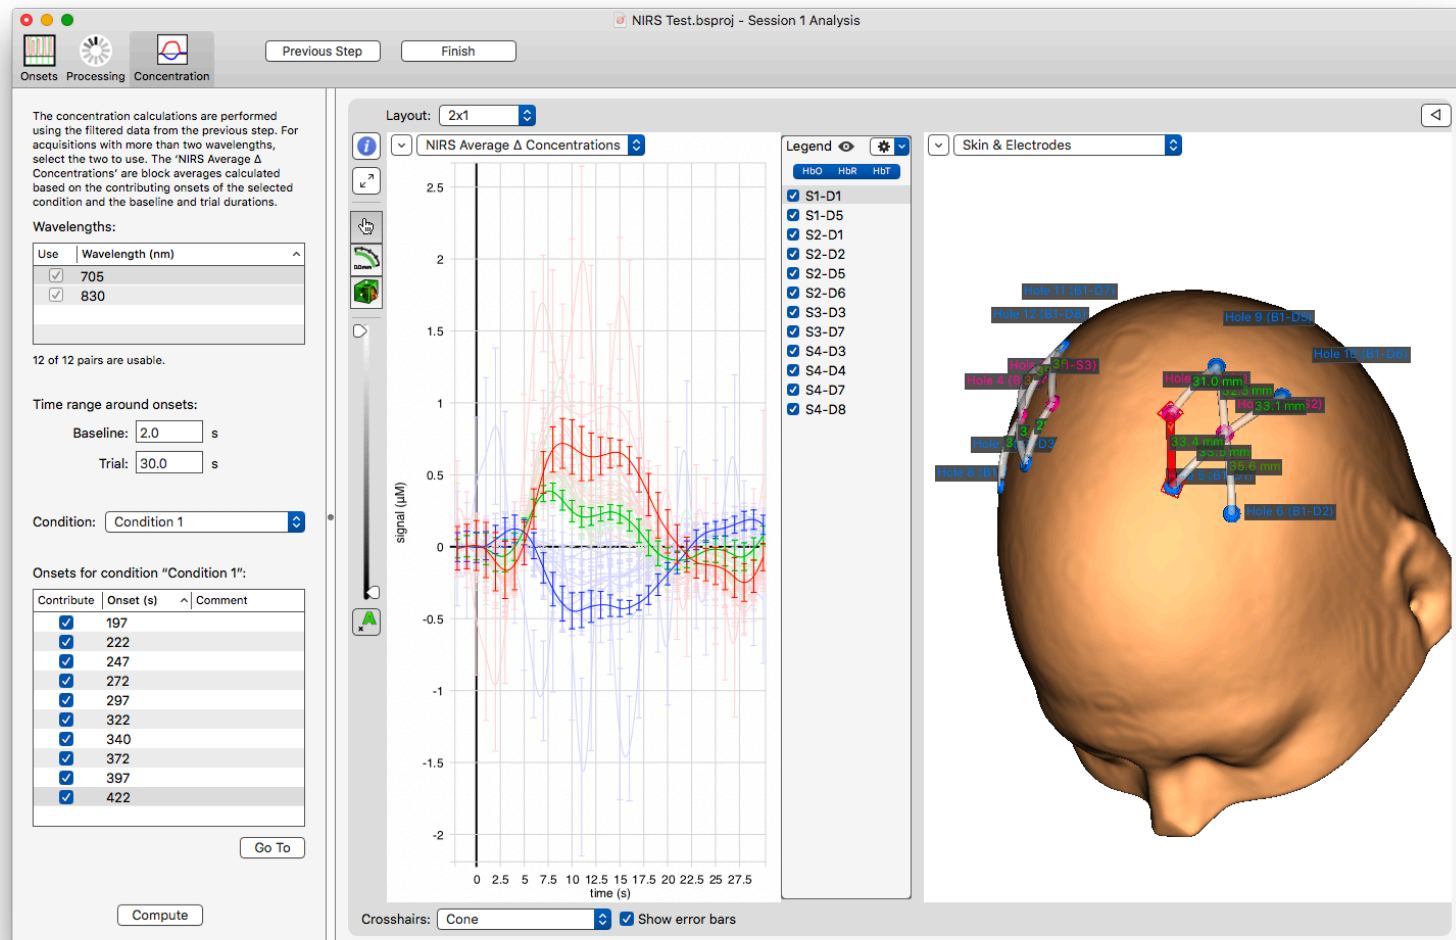 NIRS Test.bsproj - Session 1 Analysis
Onsets Processing Concentration
Previous Step
Finish
The concentration calculations are performed
using the filtered data from the previous step. For
acquisitions with more than two wavelengths,
select the two to use. The ‘NIRS Average Δ
Concentrations’ are block averages calculated
based on the contributing onsets of the selected
condition and the baseline and trial durations.
Wavelengths:
Use Wavelength (nm)
705
830
12 of 12 pairs are usable.
Time range around onsets:
Baseline: 2.0 s
Trial: 30.0 s
Condition: Condition 1
Onsets for condition “Condition 1”:
Contribute Onset (s) Comment
197
222
247
272
297
322
340
372
397
422
Go To
Compute
Layout: 2x1
NIRS Average Δ Concentrations
2.5
2
1.5
1
0.5
0
-0.5
-1
-1.5
-2
signal (µM)
0 2.5 5 7.5 10 12.5 15 17.5 20 22.5 25 27.5
time (s)
Legend
HbO HbR HbT
S1-D1
S1-D5
S2-D1
S2-D2
S2-D5
S2-D6
S3-D3
S3-D7
S4-D3
S4-D4
S4-D7
S4-D8
Crosshairs: Cone
Show error bars
Skin & Electrodes
Hole 11 (B1-D7)
Hole 12 (B1-D8)
Hole 9 (B1-D5)
Hole 10 (B1-D6)
Hole 4
31.0 mm
33.1 mm
33.4 mm
35.6 mm
Hole 6 (B1-D2)